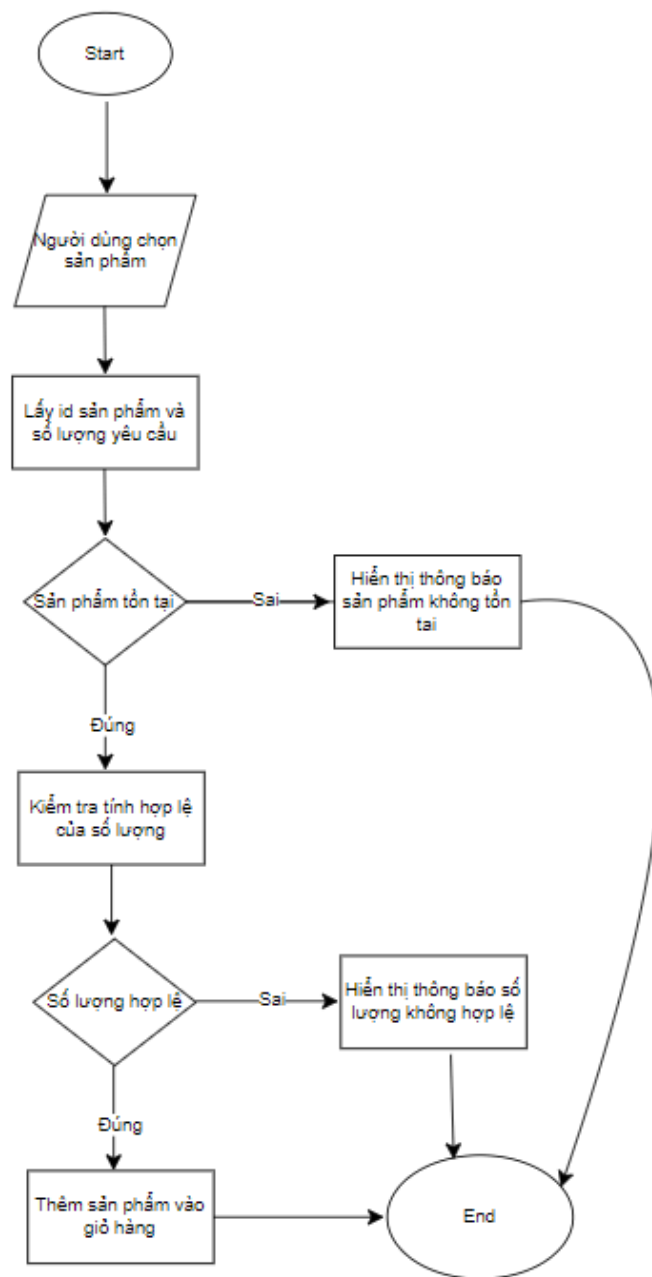 Start
Người dùng chọn
sản phẩm
Lấy id sản phẩm và
số lượng yêu cầu
Sản phẩm tồn tại
Sai
Hiển thị thông báo
sản phẩm không tồn
tai
Đúng
Kiểm tra tính hợp lệ
của số lượng
Số lượng hợp lệ
Sai
Hiển thị thông báo số
lượng không hợp lệ
Đúng
Thêm sản phẩm vào
giỏ hàng
End